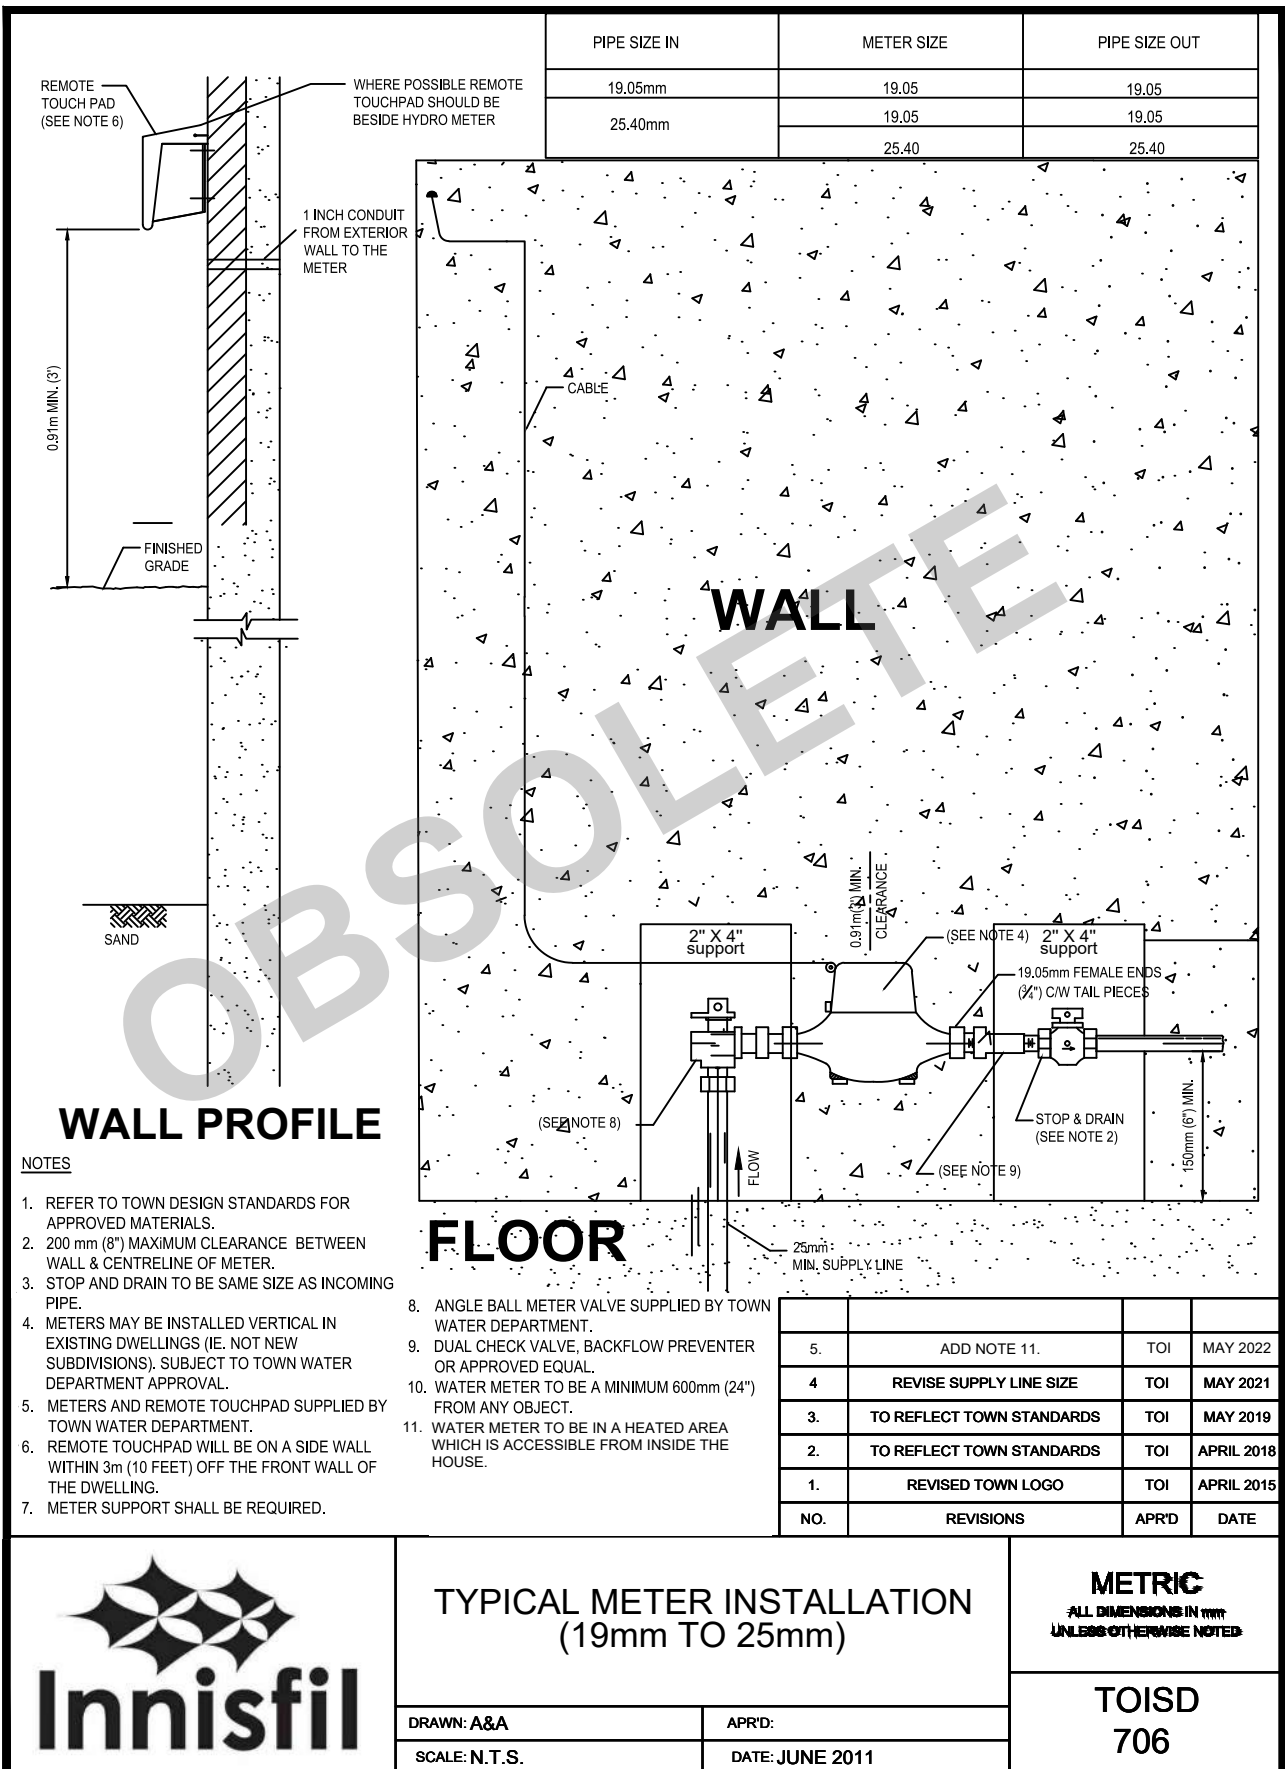 PIPE SIZE IN METER SIZE PIPE SIZE OUT
19.05mm 19.05 19.05
25.40mm 19.05 19.05
25.40 25.40
REMOTE
TOUCH PAD
(SEE NOTE 6)
WHERE POSSIBLE REMOTE
TOUCHPAD SHOULD BE
BESIDE HYDRO METER
1 INCH CONDUIT
FROM EXTERIOR
WALL TO THE
METER
0.91m MIN. (3')
FINISHED
GRADE
SAND
WALL PROFILE
CABLE
WALL
OBSOLETE
0.91m(3') MIN.
CLEARANCE
2" X 4"
support
(SEE NOTE 4)
2" X 4"
support
19.05mm FEMALE ENDS
(¾") C/W TAIL PIECES
(SEE NOTE 8)
STOP & DRAIN
(SEE NOTE 2)
(SEE NOTE 9)
150mm (6") MIN.
FLOW
FLOOR
25mm
MIN. SUPPLY LINE
NOTES
1. REFER TO TOWN DESIGN STANDARDS FOR
APPROVED MATERIALS.
2. 200 mm (8") MAXiMUM CLEARANCE BETWEEN
WALL & CENTRELINE OF METER.
3. STOP AND DRAIN TO BE SAME SIZE AS INCOMING
PIPE.
4. METERS MAY BE INSTALLED VERTICAL IN
EXISTING DWELLINGS (IE. NOT NEW
SUBDIVISIONS). SUBJECT TO TOWN WATER
DEPARTMENT APPROVAL.
5. METERS AND REMOTE TOUCHPAD SUPPLIED BY
TOWN WATER DEPARTMENT.
6. REMOTE TOUCHPAD WILL BE ON A SIDE WALL
WITHIN 3m (10 FEET) OFF THE FRONT WALL OF
THE DWELLING.
7. METER SUPPORT SHALL BE REQUIRED.
8. ANGLE BALL METER VALVE SUPPLIED BY TOWN
WATER DEPARTMENT.
9. DUAL CHECK VALVE, BACKFLOW PREVENTER
OR APPROVED EQUAL.
10. WATER METER TO BE A MINIMUM 600mm (24")
FROM ANY OBJECT.
11. WATER METER TO BE IN A HEATED AREA
WHICH IS ACCESSIBLE FROM INSIDE THE
HOUSE.
5. ADD NOTE 11. TOI MAY 2022
4 REVISE SUPPLY LINE SIZE TOI MAY 2021
3. TO REFLECT TOWN STANDARDS TOI MAY 2019
2. TO REFLECT TOWN STANDARDS TOI APRIL 2018
1. REVISED TOWN LOGO TOI APRIL 2015
NO. REVISIONS APR'D DATE
Innisfil
TYPICAL METER INSTALLATION
(19mm TO 25mm)
DRAWN: A&A APR'D:
SCALE: N.T.S. DATE: JUNE 2011
METRIC
ALL DIMENSIONS IN mm
UNLESS OTHERWISE NOTED
TOISD
706